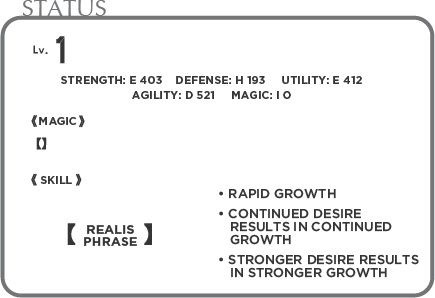 STATUS
Lv. 1
STRENGTH: E 403 DEFENSE: H 193 UTILITY: E 412
AGILITY: D 521 MAGIC: I 0
《MAGIC》
【】
《SKILL》
【REALIS
PHRASE】
• RAPID GROWTH
• CONTINUED DESIRE
RESULTS IN CONTINUED
GROWTH
• STRONGER DESIRE RESULTS
IN STRONGER GROWTH